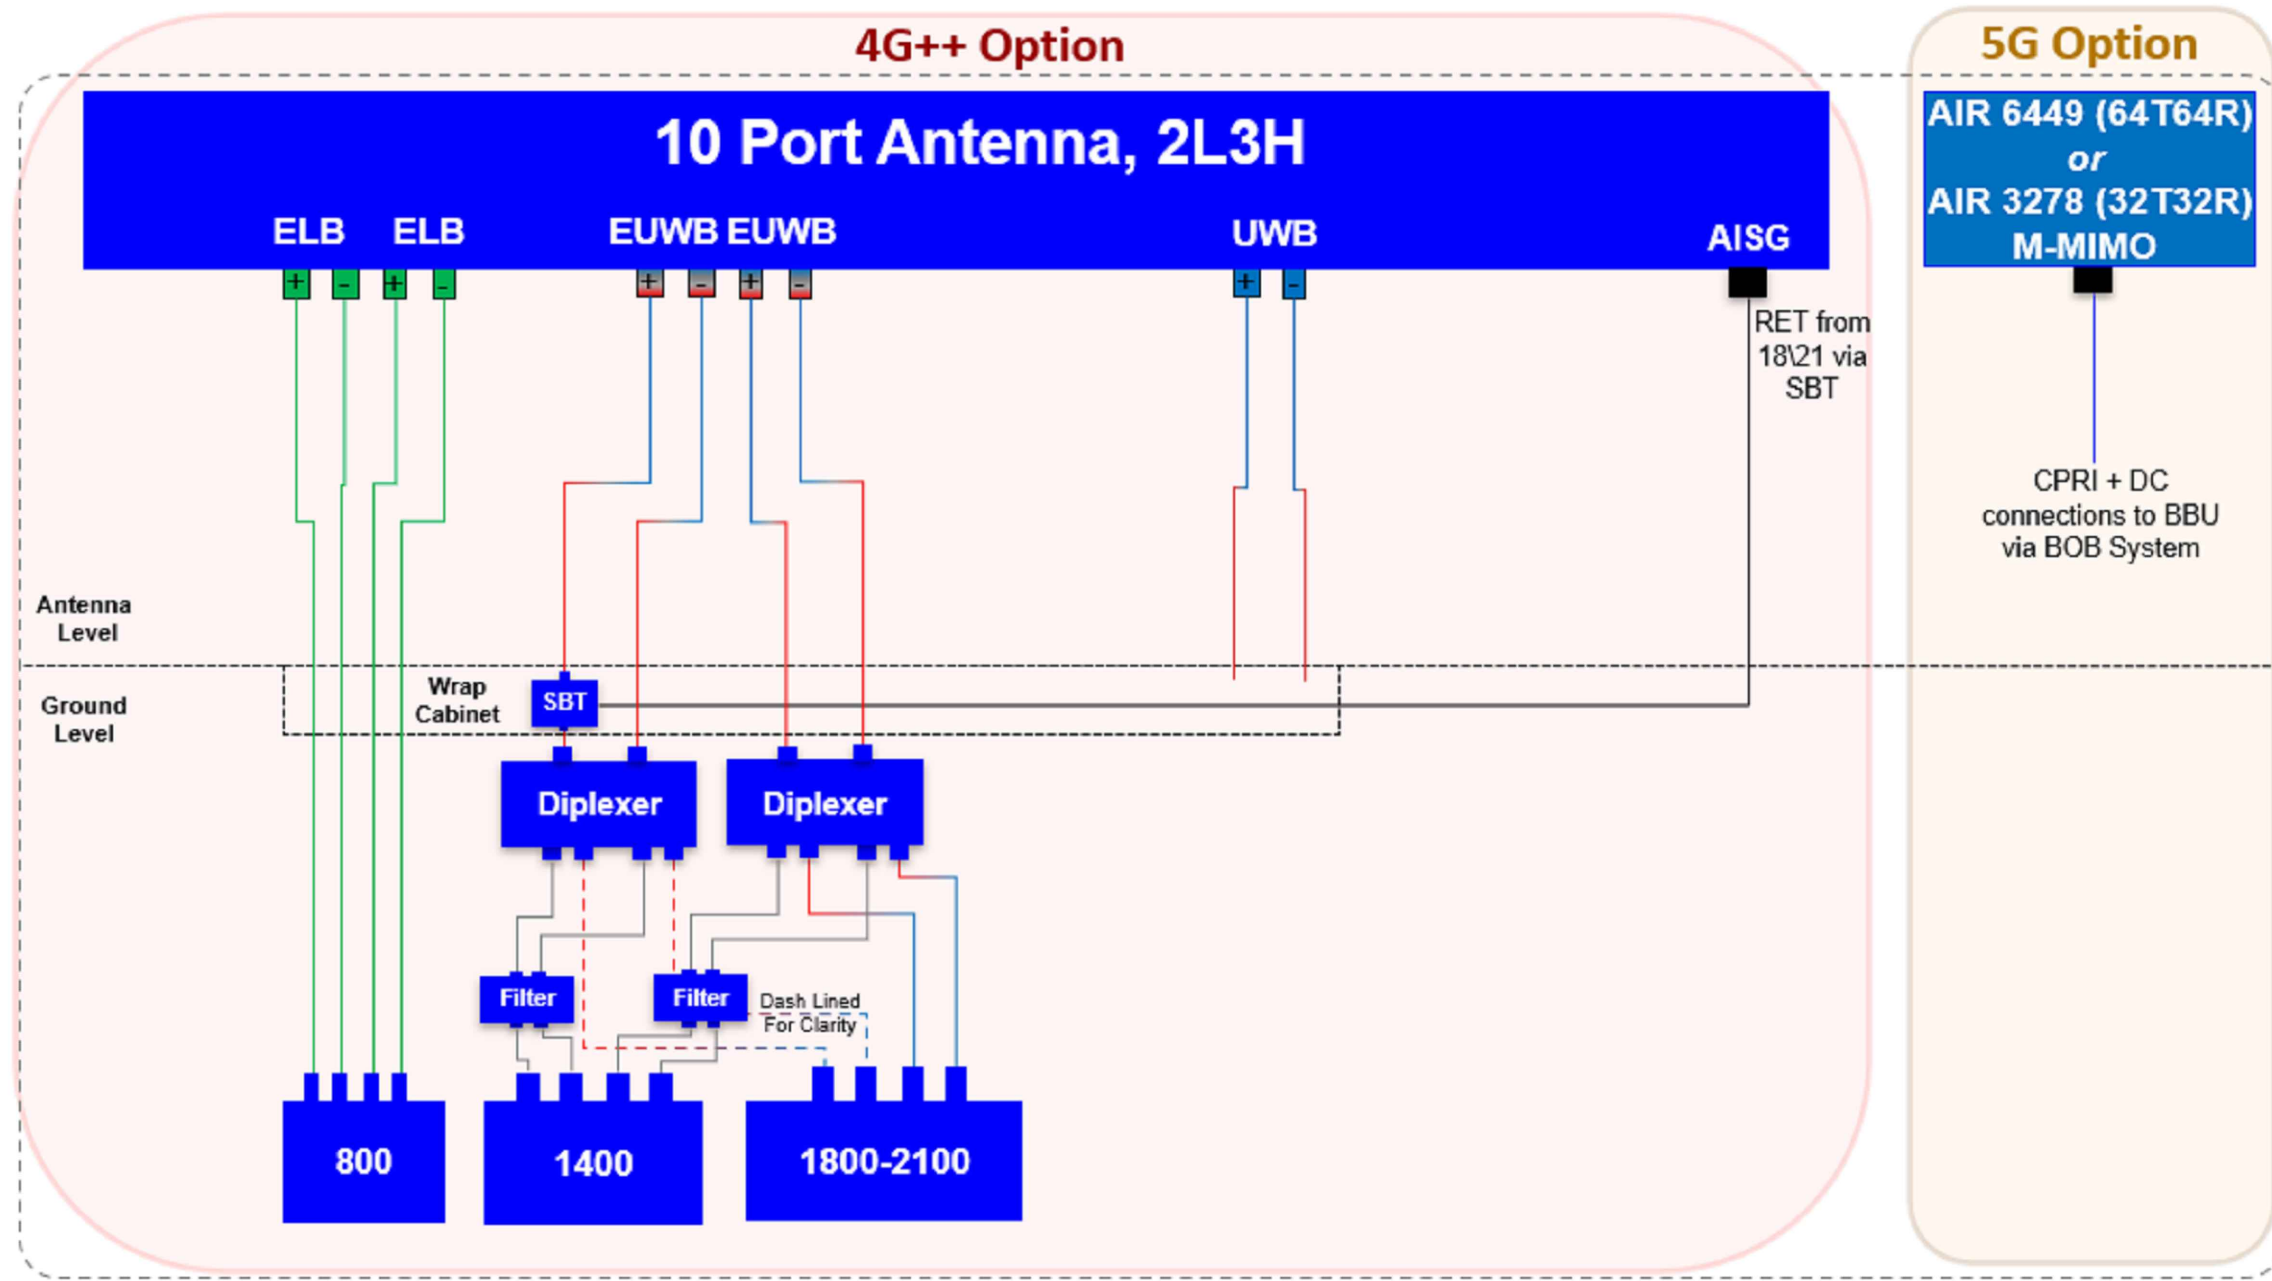 4G++ Option
5G Option
10 Port Antenna, 2L3H
ELB
ELB
EUWB
EUWB
UWB
AISG
+
-
+
-
+
-
+
-
+
-
AIR 6449 (64T64R)
or
AIR 3278 (32T32R)
M-MIMO
RET from
18\21 via
SBT
CPRI + DC
connections to BBU
via BOB System
Antenna
Level
Ground
Level
Wrap
Cabinet
SBT
Diplexer
Diplexer
Filter
Filter
Dash Lined
For Clarity
800
1400
1800-2100